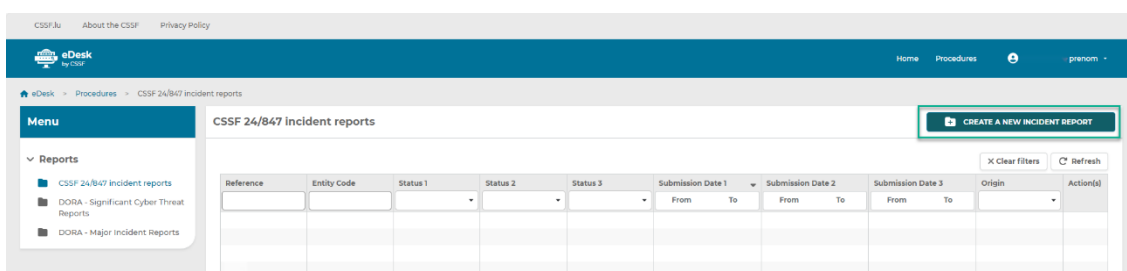 CSSF.lu About the CSSF Privacy Policy
eDesk
by CSSF
Home Procedures prenom
eDesk > Procedures > CSSF 24/847 incident reports
Menu
CSSF 24/847 incident reports
CREATE A NEW INCIDENT REPORT
Reports
X Clear filters Refresh
CSSF 24/847 incident reports
DORA - Significant Cyber Threat
Reports
DORA - Major Incident Reports
Reference Entity Code Status 1 Status 2 Status 3 Submission Date 1 Submission Date 2 Submission Date 3 Origin Action(s)
From To From To From To